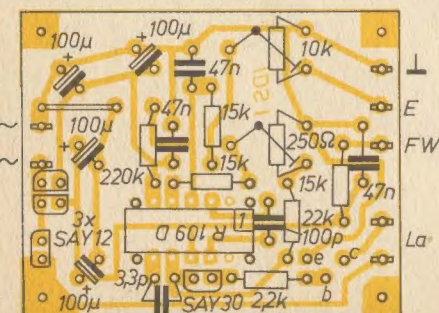 100µ
+
100µ
+
10k
⊥
47n
47n
15k
E
~
100µ
+
250Ω
FW
~
220k
15k
15k
47n
3x
SAY12
R 109 D
1
22k
100p
La
e
c
3,3p
SAY30
2,2k
b
+
100µ